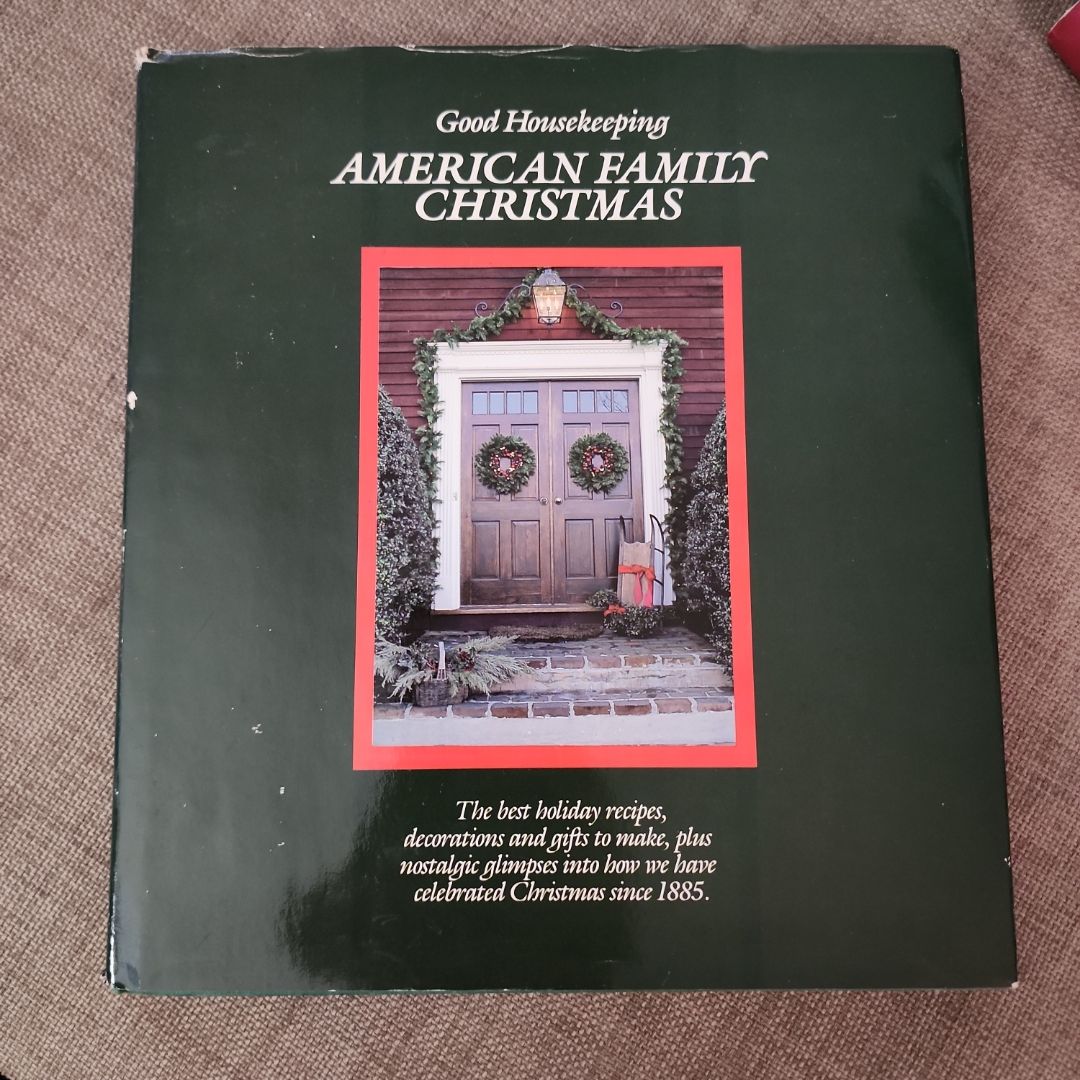 Good Housekeeping
AMERICAN FAMILY
CHRISTMAS
The best holiday recipes,
decorations and gifts to make, plus
nostalgic glimpses into how we have
celebrated Christmas since 1885.